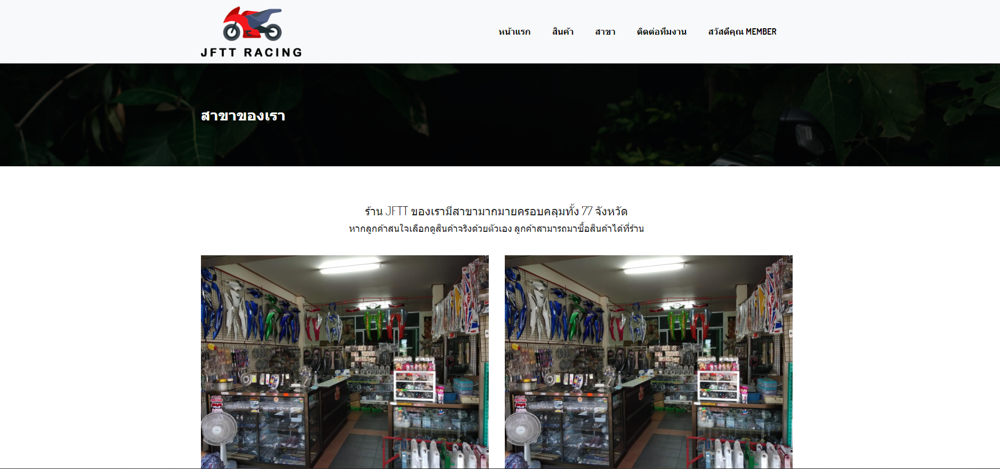 JFTT RACING
หน้าแรก
สินค้า
สาขา
ติดต่อทีมงาน
สวัสดีคุณ MEMBER
สาขาของเรา
ร้าน JFTT ของเรามีสาขามากมายครอบคลุมทั้ง 77 จังหวัด
หากลูกค้าสนใจเลือกดูสินค้าจริงด้วยตัวเอง ลูกค้าสามารถมาซื้อสินค้าได้ที่ร้าน